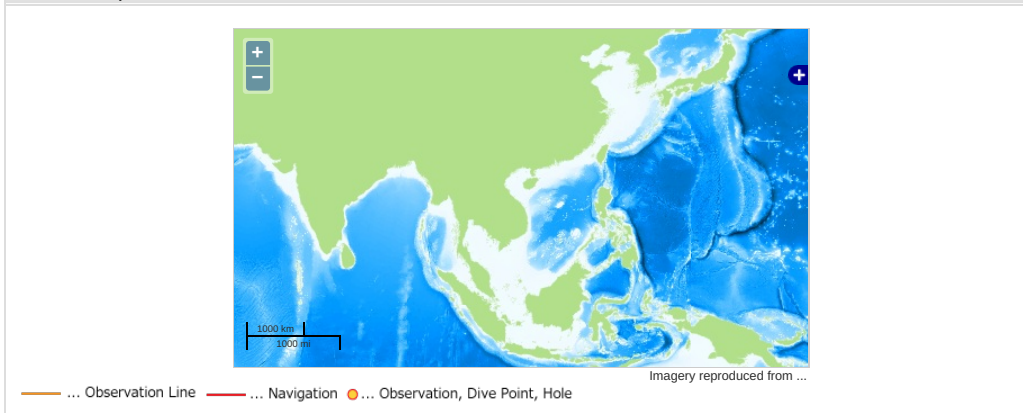 +
−
+
1000 km
1000 mi
Imagery reproduced from ...
... Observation Line ... Navigation ... Observation, Dive Point, Hole